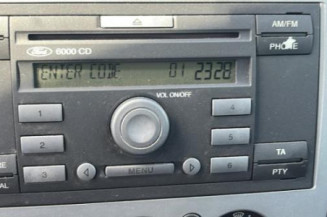 Ford 6000 CD
AM/FM
PHONE
ENTER CODE 01 2328
VOL ON/OFF
1
4
2
5
3
6
MENU
TA
PTY